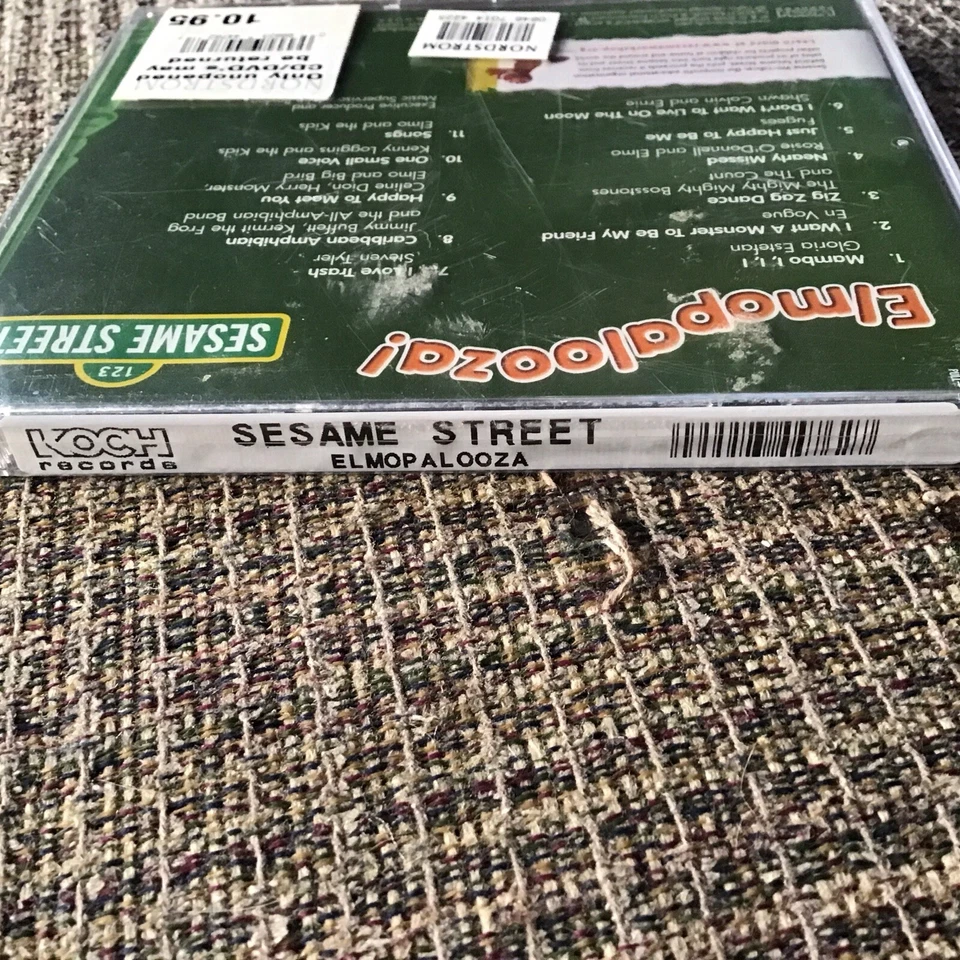 KOCH
records
SESAME STREET
ELMOPALOOZA
Elmopalooza!
123
SESAME STREET
1. Mambo I, I, I
Gloria Estefan
2. I Want A Monster To Be My Friend
En Vogue
3. Zig Zag Dance
The Mighty Mighty Bosstones
and The Count
4. Nearly Missed
Rosie O'Donnell and Elmo
5. Just Happy To Be Me
Fugees
6. I Don't Want To Live On The Moon
Shawn Colvin and Ernie
7. I Love Trash
Steven Tyler
8. Caribbean Amphibian
Jimmy Buffett, Kermit the Frog
and the All-Amphibian Band
9. Happy To Meet You
Celine Dion, Herry Monster,
Elmo and Big Bird
10. One Small Voice
Kenny Loggins and the Kids
11. Songs
Elmo and the Kids
Executive Producer and
Music Supervisor
NORDSTROM
Only unopened
CD/DVD's may
be returned
10.95
NORDSTROM